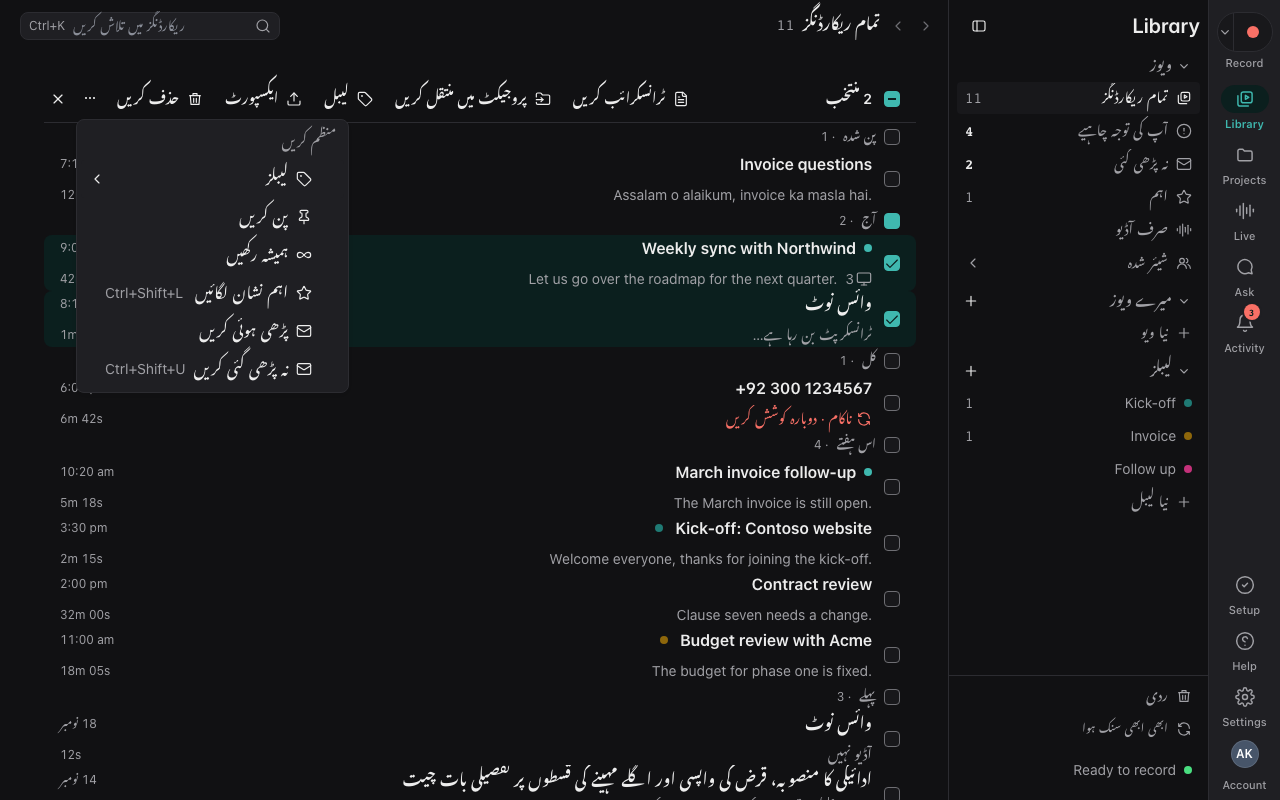 Record
Library
Projects
Live
Ask
3
Activity
Setup
Help
Settings
AK
Account
Library
ویوز
تمام ریکارڈنگز 11
آپ کی توجہ چاہیے 4
نہ پڑھی گئی 2
اہم 1
صرف آڈیو
شیئر شدہ
میرے ویوز
نیا ویو
لیبلز
Kick-off 1
Invoice 1
Follow up
نیا لیبل
ردی
ابھی ابھی سنک ہوا
Ready to record
تمام ریکارڈنگز 11
ریکارڈنگز میں تلاش کریں Ctrl+K
2 منتخب
ٹرانسکرائب کریں
پروجیکٹ میں منتقل کریں
لیبل
ایکسپورٹ
حذف کریں
منظم کریں
لیبلز
پن کریں
ہمیشہ رکھیں
اہم نشان لگائیں Ctrl+Shift+L
پڑھی ہوئی کریں
نہ پڑھی گئی کریں Ctrl+Shift+U
پن شدہ · 1
Invoice questions 7:1
Assalam o alaikum, invoice ka masla hai. 12
آج · 2
Weekly sync with Northwind 9:0
Let us go over the roadmap for the next quarter. 3 42
وائس نوٹ 8:1
ٹرانسکرپٹ بن رہا ہے... 1m
کل · 1
+92 300 1234567 6:0
ناکام · دوبارہ کوشش کریں 6m 42s
اس ہفتے · 4
March invoice follow-up 10:20 am
The March invoice is still open. 5m 18s
Kick-off: Contoso website 3:30 pm
Welcome everyone, thanks for joining the kick-off. 2m 15s
Contract review 2:00 pm
Clause seven needs a change. 32m 00s
Budget review with Acme 11:00 am
The budget for phase one is fixed. 18m 05s
پہلے · 3
وائس نوٹ 18 نومبر
آڈیو نہیں 12s
ادائیگی کا منصوبہ، قرض کی واپسی اور اگلے مہینے کی قسطوں پر تفصیلی بات چیت 14 نومبر